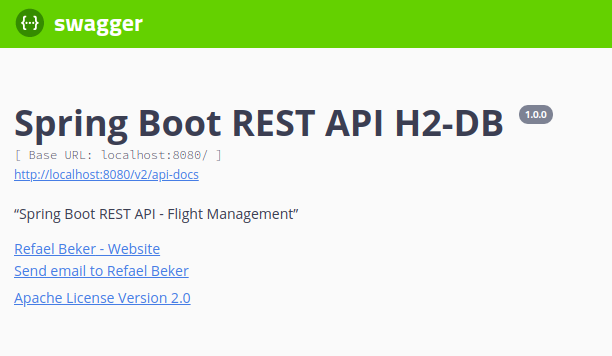 {···} swagger
Spring Boot REST API H2-DB 1.0.0
[ Base URL: localhost:8080/ ]
http://localhost:8080/v2/api-docs
“Spring Boot REST API - Flight Management”
Refael Beker - Website
Send email to Refael Beker
Apache License Version 2.0